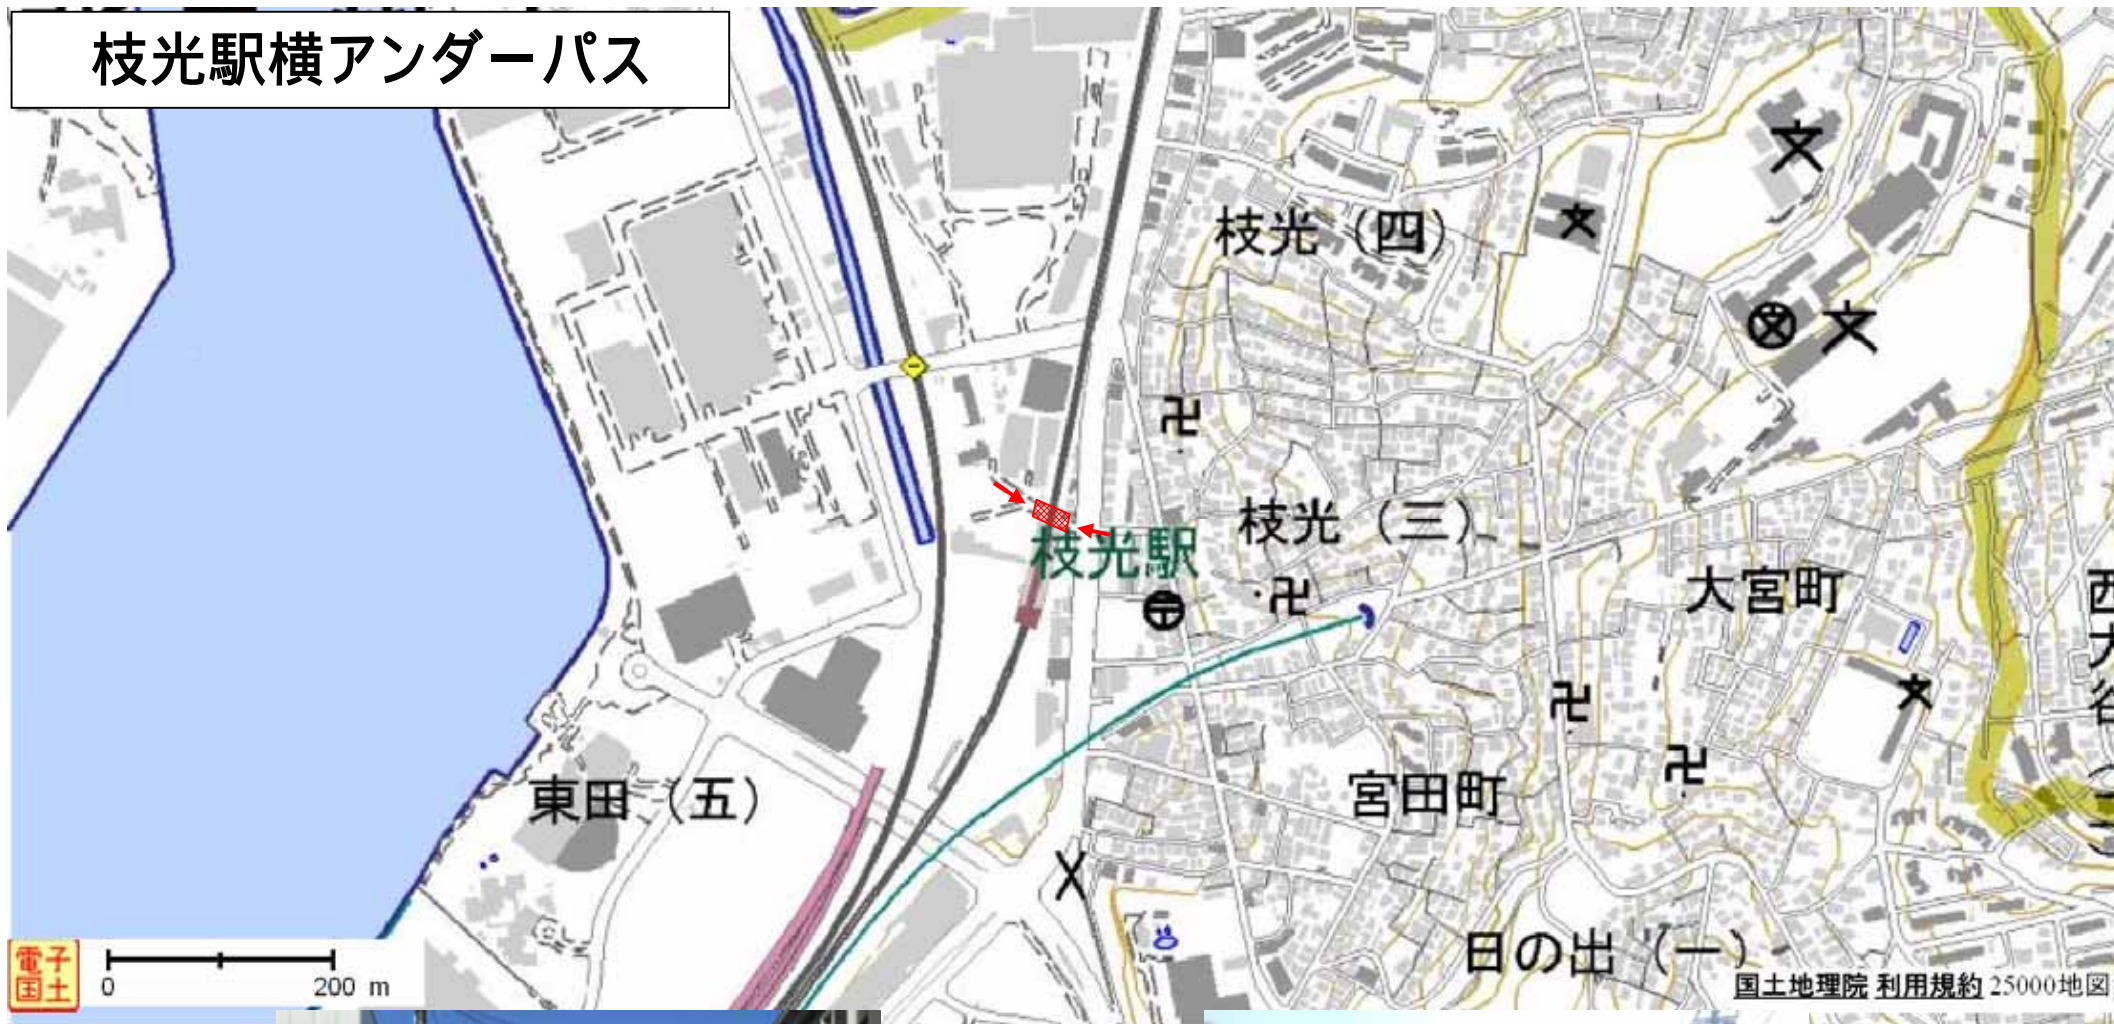 枝光駅横アンダーパス
枝光（四）
枝光（三）
枝光駅
大宮町
東田（五）
宮田町
日の出（一）
電子
国土
0 200 m
国土地理院 利用規約 25000地図